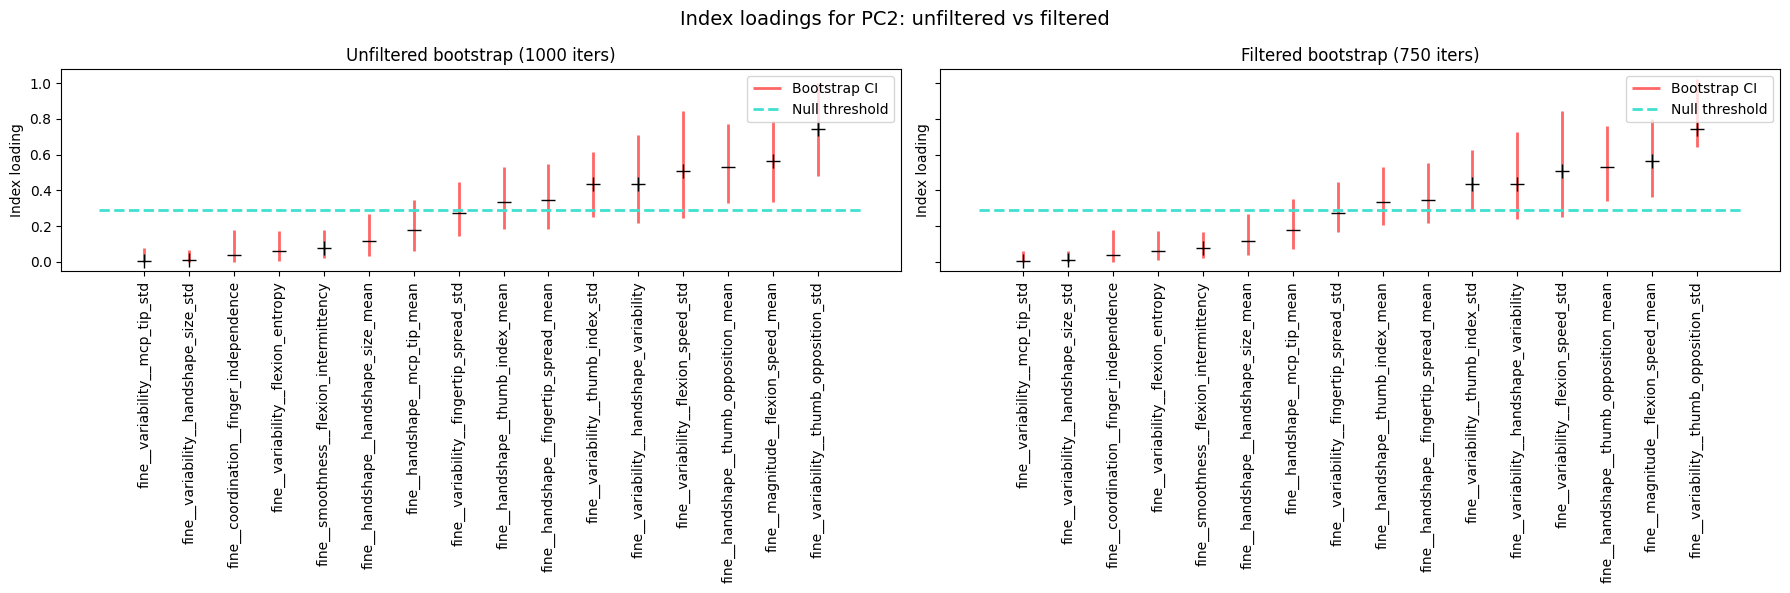 Index loadings for PC2: unfiltered vs filtered
Unfiltered bootstrap (1000 iters)
Index loading
1.0
0.8
0.6
0.4
0.2
0.0
Bootstrap CI
Null threshold
fine__variability__mcp_tip_std
fine__variability__handshape_size_std
fine__coordination__finger_independence
fine__variability__flexion_entropy
fine__smoothness__flexion_intermittency
fine__handshape__handshape_size_mean
fine__handshape__mcp_tip_mean
fine__variability__fingertip_spread_std
fine__handshape__thumb_index_mean
fine__handshape__fingertip_spread_mean
fine__variability__thumb_index_std
fine__variability__handshape_variability
fine__variability__flexion_speed_std
fine__handshape__thumb_opposition_mean
fine__magnitude__flexion_speed_mean
fine__variability__thumb_opposition_std
Filtered bootstrap (750 iters)
Index loading
Bootstrap CI
Null threshold
fine__variability__mcp_tip_std
fine__variability__handshape_size_std
fine__coordination__finger_independence
fine__variability__flexion_entropy
fine__smoothness__flexion_intermittency
fine__handshape__handshape_size_mean
fine__handshape__mcp_tip_mean
fine__variability__fingertip_spread_std
fine__handshape__thumb_index_mean
fine__handshape__fingertip_spread_mean
fine__variability__thumb_index_std
fine__variability__handshape_variability
fine__variability__flexion_speed_std
fine__handshape__thumb_opposition_mean
fine__magnitude__flexion_speed_mean
fine__variability__thumb_opposition_std